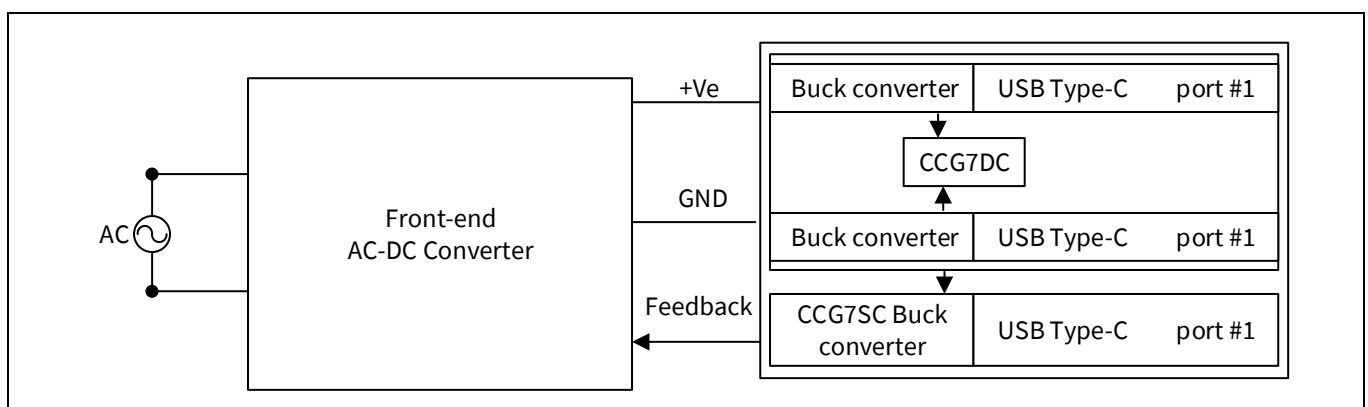 AC
Front-end
AC-DC Converter
+Ve
GND
Feedback
Buck converter USB Type-C port #1
CCG7DC
Buck converter USB Type-C port #1
CCG7SC Buck
converter
USB Type-C port #1